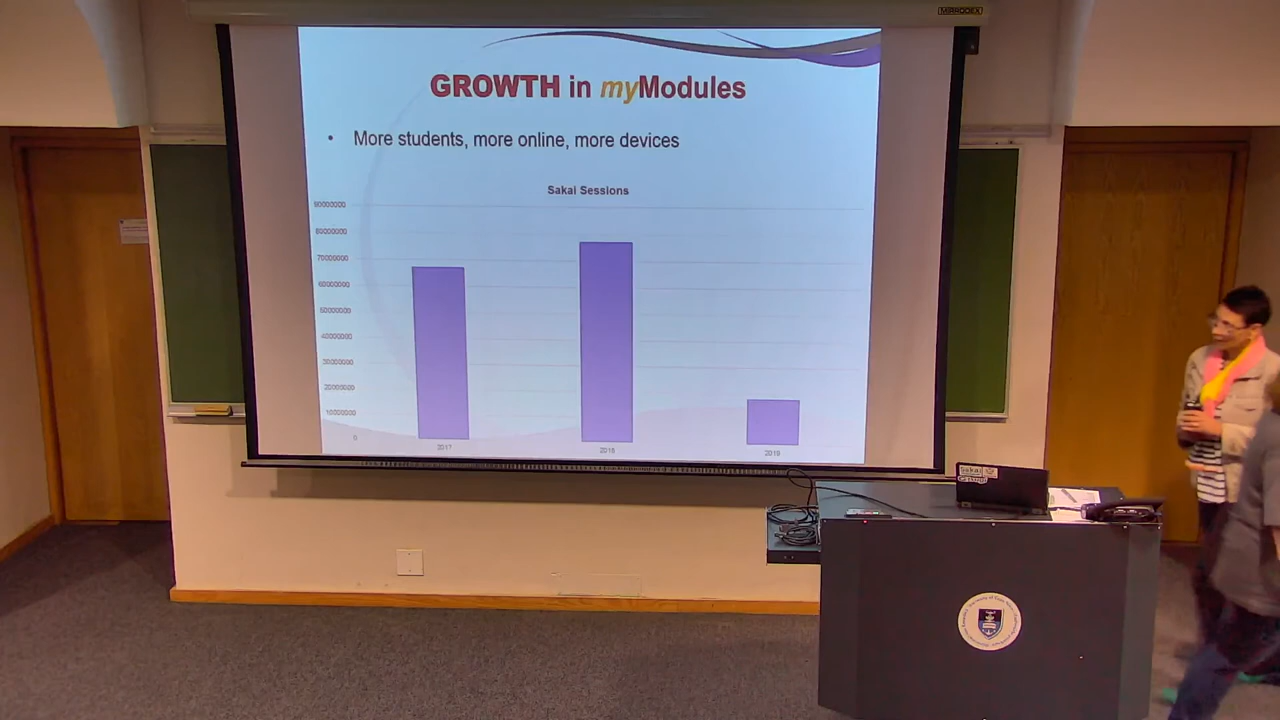 MIRRODEX
GROWTH in myModules
• More students, more online, more devices
Sakai Sessions
90000000
80000000
70000000
60000000
50000000
40000000
30000000
20000000
10000000
0
2017
2018
2019
Sakai